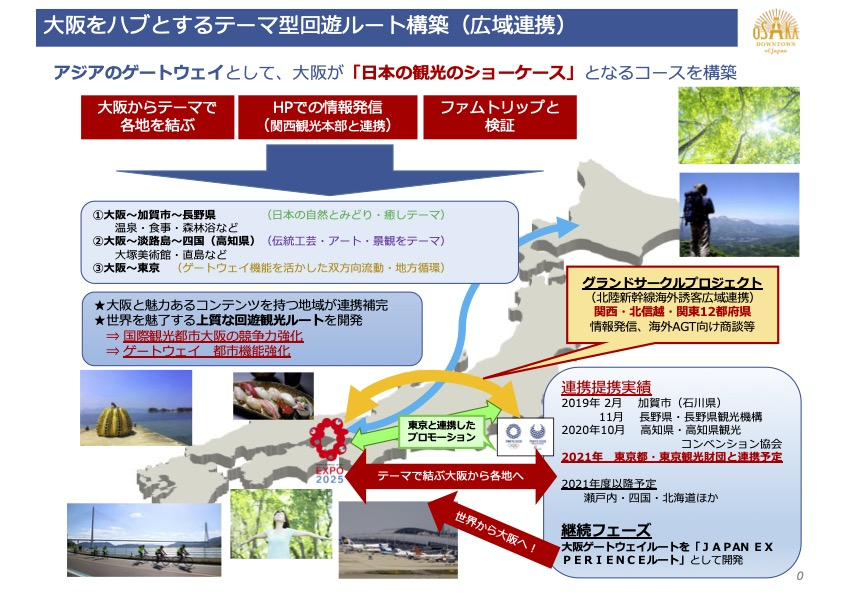 大阪をハブとするテーマ型回遊ルート構築（広域連携）
OSAKA
DOWNTOWN
of Japan
アジアのゲートウェイとして、大阪が「日本の観光のショーケース」となるコースを構築
大阪からテーマで
各地を結ぶ
HPでの情報発信
（関西観光本部と連携）
ファムトリップと
検証
①大阪～加賀市～長野県　（日本の自然とみどり・癒しテーマ）
温泉・食事・森林浴など
②大阪～淡路島～四国（高知県）（伝統工芸・アート・景観をテーマ）
大塚美術館・直島など
③大阪～東京　（ゲートウェイ機能を活かした双方向流動・地方循環）
★大阪と魅力あるコンテンツを持つ地域が連携補完
★世界を魅了する上質な回遊観光ルートを開発
⇒ 国際観光都市大阪の競争力強化
⇒ ゲートウェイ　都市機能強化
グランドサークルプロジェクト
（北陸新幹線海外誘客広域連携）
関西・北信越・関東12都府県
情報発信、海外AGT向け商談等
連携提携実績
2019年 2月　加賀市（石川県）
11月　長野県・長野県観光機構
2020年10月　高知県・高知県観光
コンベンション協会
2021年　東京都・東京観光財団と連携予定
2021年度以降予定
瀬戸内・四国・北海道ほか
継続フェーズ
大阪ゲートウェイルートを「ＪＡＰＡＮ ＥＸ
ＰＥＲＩＥＮＣＥルート」として開発
東京と連携した
プロモーション
EXPO
2025
テーマで結ぶ大阪から各地へ
世界から大阪へ！
0